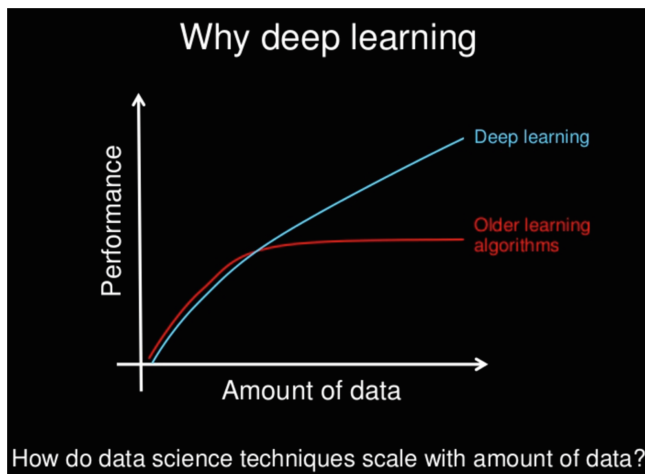 Why deep learning
Deep learning
Performance
Older learning
algorithms
Amount of data
How do data science techniques scale with amount of data?